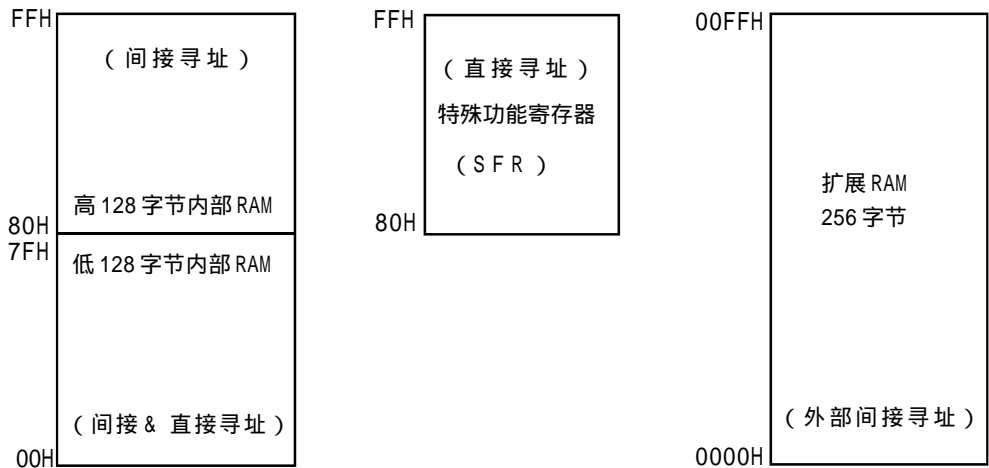 FFH
(间接寻址)
高128字节内部RAM
80H
7FH
低128字节内部RAM
(间接& 直接寻址)
00H
FFH
(直接寻址)
特殊功能寄存器
(SFR)
80H
00FFH
扩展RAM
256字节
(外部间接寻址)
0000H